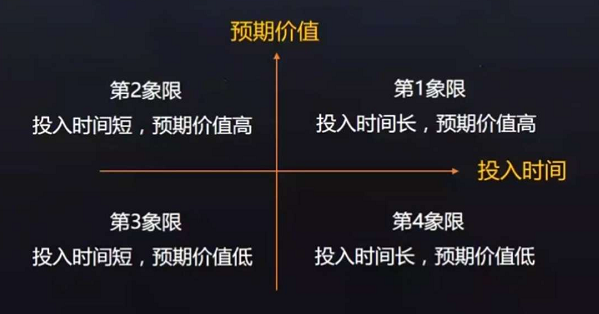 预期价值
第2象限
投入时间短，预期价值高
第1象限
投入时间长，预期价值高
投入时间
第3象限
投入时间短，预期价值低
第4象限
投入时间长，预期价值低